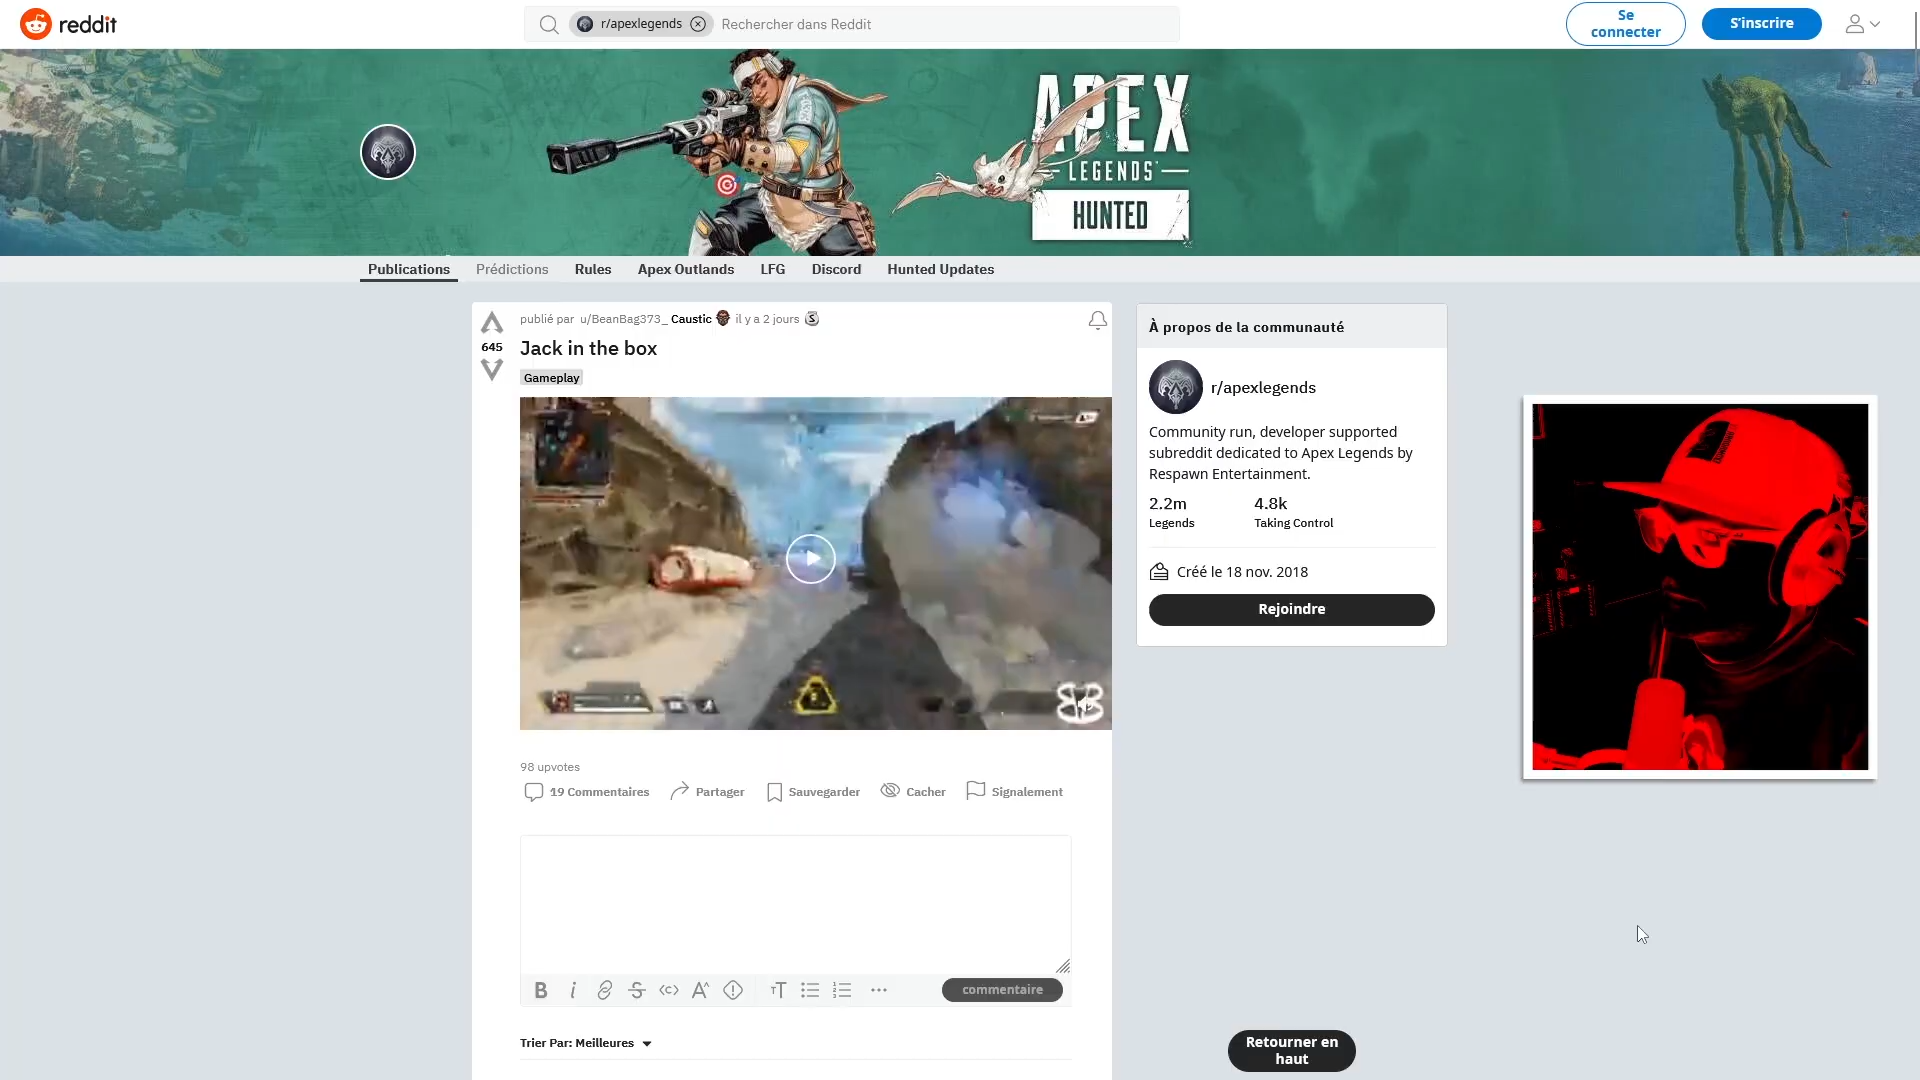 reddit
r/apexlegends
Rechercher dans Reddit
Se
connecter
S'inscrire
APEX
LEGENDS
HUNTED
Publications
Prédictions
Rules
Apex Outlands
LFG
Discord
Hunted Updates
publié par u/BeanBag373_ Caustic il y a 2 jours
645
Jack in the box
Gameplay
98 upvotes
19 Commentaires
Partager
Sauvegarder
Cacher
Signalement
commentaire
Trier Par: Meilleures
À propos de la communauté
r/apexlegends
Community run, developer supported
subreddit dedicated to Apex Legends by
Respawn Entertainment.
2.2m
4.8k
Legends
Taking Control
Créé le 18 nov. 2018
Rejoindre
Retourner en
haut